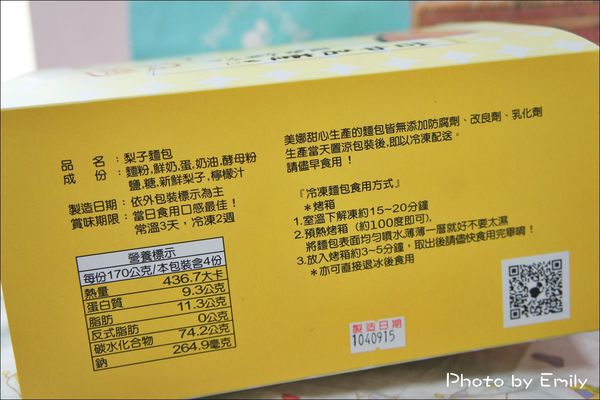 品　名：梨子麵包
成　份：麵粉,鮮奶,蛋,奶油,酵母粉
鹽,糖,新鮮梨子,檸檬汁
製造日期：依外包裝標示為主
賞味期限：當日食用口感最佳！
常溫3天，冷凍2週
營養標示
每份170公克/本包裝含4份
熱量 436.7大卡
蛋白質 9.3公克
脂肪 11.3公克
反式脂肪 0公克
碳水化合物 74.2公克
鈉 264.9毫克
美娜甜心生產的麵包皆無添加防腐劑、改良劑、乳化劑
生產當天置涼包裝後,即以冷凍配送。
請儘早食用！
『冷凍麵包食用方式』
＊烤箱
1.室溫下解凍約15~20分鐘
2.預熱烤箱（約100度即可),
將麵包表面均勻噴水薄薄一層就好不要太濕
3.放入烤箱約3~5分鐘，取出後請儘快食用完畢唷！
＊亦可直接退冰後食用
製造日期
1040915
Photo by Emily